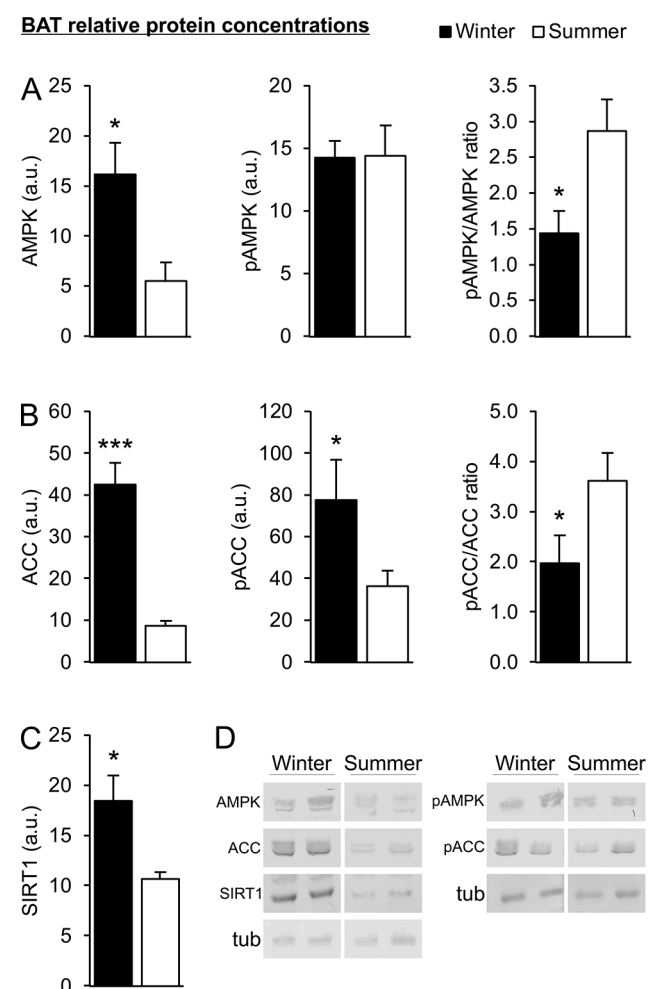 BAT relative protein concentrations
Winter Summer
A
AMPK (a.u.)
25
20
15
10
5
0
*
pAMPK (a.u.)
20
15
10
5
0
pAMPK/AMPK ratio
3.5
3.0
2.5
2.0
1.5
1.0
0.5
0.0
*
B
ACC (a.u.)
60
50
40
30
20
10
0
***
pACC (a.u.)
120
100
80
60
40
20
0
*
pACC/ACC ratio
5.0
4.0
3.0
2.0
1.0
0.0
*
C
SIRT1 (a.u.)
25
20
15
10
5
0
*
D
Winter Summer
AMPK
ACC
SIRT1
tub
Winter Summer
pAMPK
pACC
tub